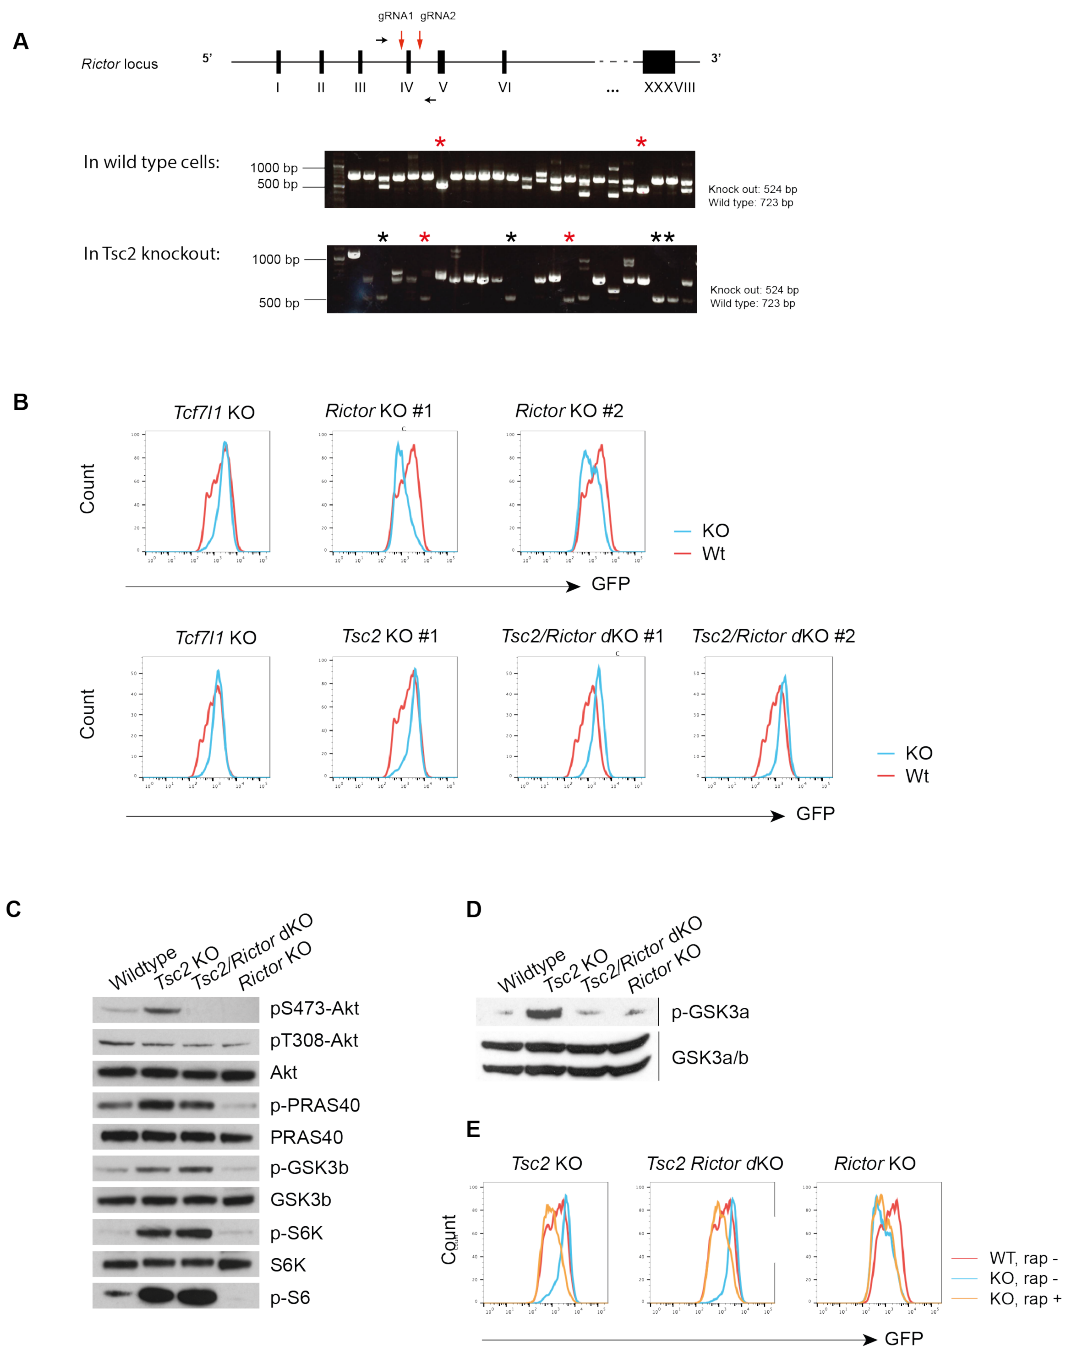 A
gRNA1 gRNA2
Rictor locus 5' 3'
I II III IV V VI ... XXXVIII
In wild type cells:
* *
1000 bp
500 bp
Knock out: 524 bp
Wild type: 723 bp
In Tsc2 knockout:
* * * * **
1000 bp
500 bp
Knock out: 524 bp
Wild type: 723 bp
B
Tcf7l1 KO Rictor KO #1 Rictor KO #2
Count
KO
Wt
GFP
Tcf7l1 KO Tsc2 KO #1 Tsc2/Rictor dKO #1 Tsc2/Rictor dKO #2
Count
KO
Wt
GFP
C
Wildtype
Tsc2 KO
Tsc2/Rictor dKO
Rictor KO
pS473-Akt
pT308-Akt
Akt
p-PRAS40
PRAS40
p-GSK3b
GSK3b
p-S6K
S6K
p-S6
D
Wildtype
Tsc2 KO
Tsc2/Rictor dKO
Rictor KO
p-GSK3a
GSK3a/b
E
Tsc2 KO Tsc2 Rictor dKO Rictor KO
Count
WT, rap -
KO, rap -
KO, rap +
GFP